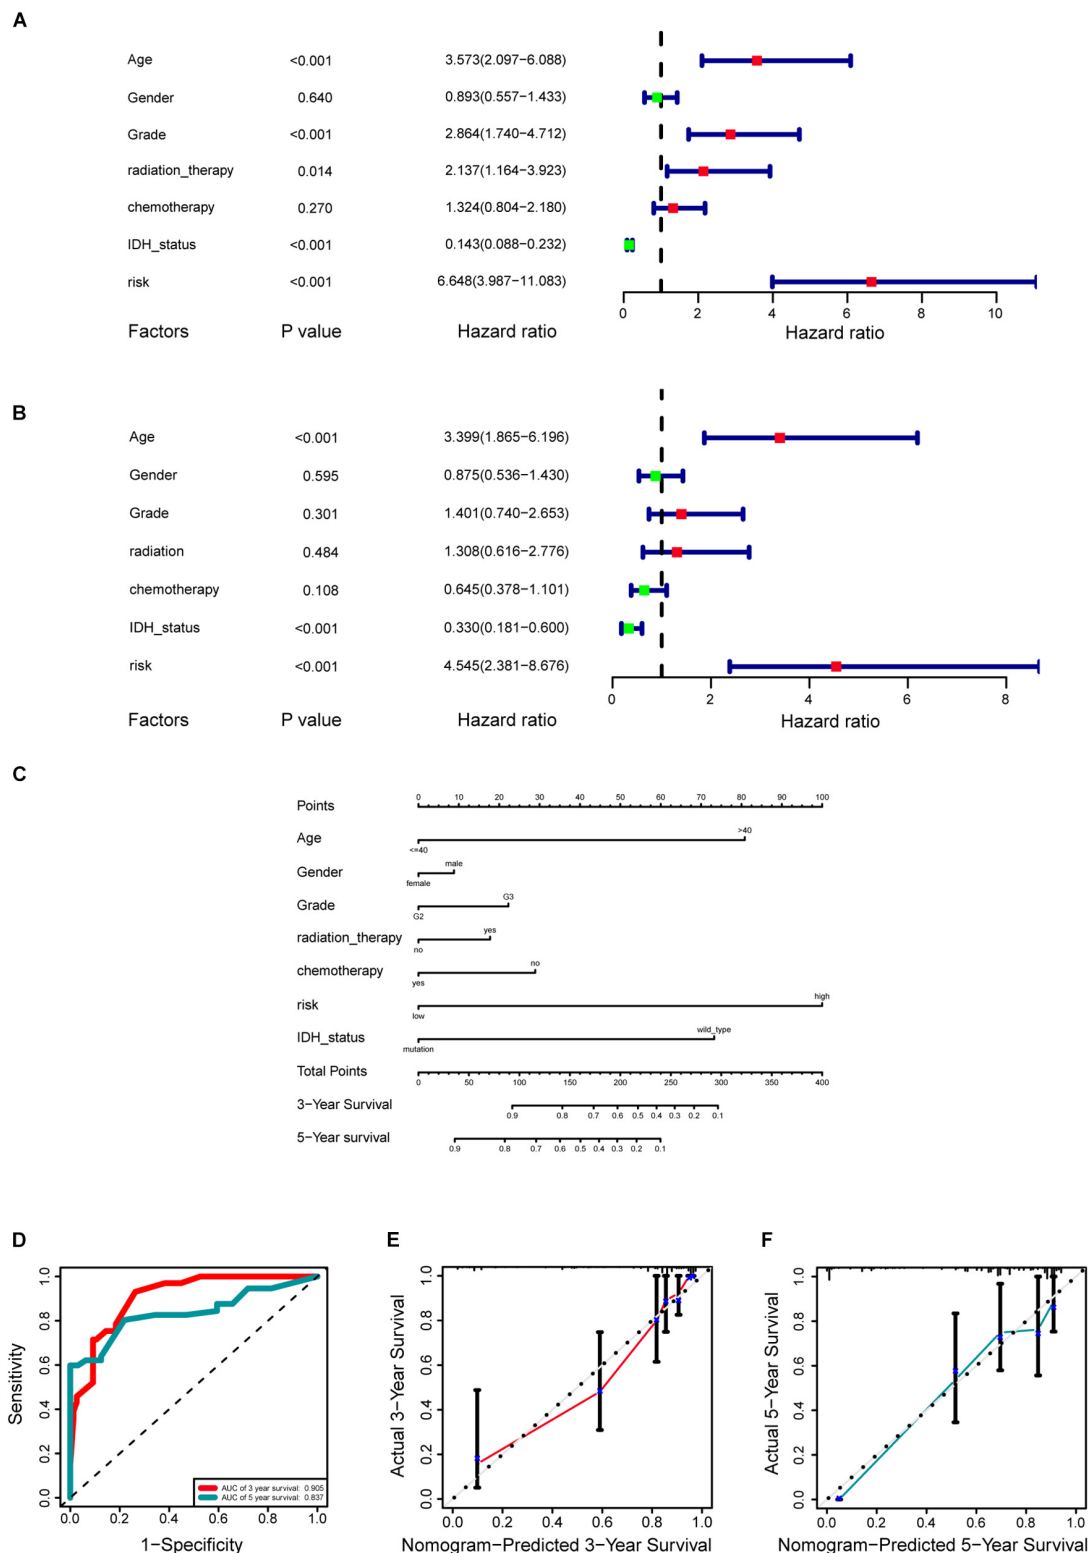 A
Age <0.001 3.573(2.097−6.088)
Gender 0.640 0.893(0.557−1.433)
Grade <0.001 2.864(1.740−4.712)
radiation_therapy 0.014 2.137(1.164−3.923)
chemotherapy 0.270 1.324(0.804−2.180)
IDH_status <0.001 0.143(0.088−0.232)
risk <0.001 6.648(3.987−11.083)
0 2 4 6 8 10
Factors P value Hazard ratio Hazard ratio
B
Age <0.001 3.399(1.865−6.196)
Gender 0.595 0.875(0.536−1.430)
Grade 0.301 1.401(0.740−2.653)
radiation 0.484 1.308(0.616−2.776)
chemotherapy 0.108 0.645(0.378−1.101)
IDH_status <0.001 0.330(0.181−0.600)
risk <0.001 4.545(2.381−8.676)
0 2 4 6 8
Factors P value Hazard ratio Hazard ratio
C
0 10 20 30 40 50 60 70 80 90 100
Points
>40
Age
<=40
male
Gender
female
G3
Grade
G2
yes
radiation_therapy
no
no
chemotherapy
yes
high
risk
low
wild_type
IDH_status
mutation
Total Points
0 50 100 150 200 250 300 350 400
3−Year Survival
0.9 0.8 0.7 0.6 0.5 0.4 0.3 0.2 0.1
5−Year survival
0.9 0.8 0.7 0.6 0.5 0.4 0.3 0.2 0.1
D
Sensitivity
1.0
0.8
0.6
0.4
0.2
0.0
AUC of 3 year survival: 0.905
AUC of 5 year survival: 0.837
0.0 0.2 0.4 0.6 0.8 1.0
1−Specificity
E
Actual 3−Year Survival
1.0
0.8
0.6
0.4
0.2
0.0
0.0 0.2 0.4 0.6 0.8 1.0
Nomogram−Predicted 3−Year Survival
F
Actual 5−Year Survival
1.0
0.8
0.6
0.4
0.2
0.0
0.0 0.2 0.4 0.6 0.8 1.0
Nomogram−Predicted 5−Year Survival